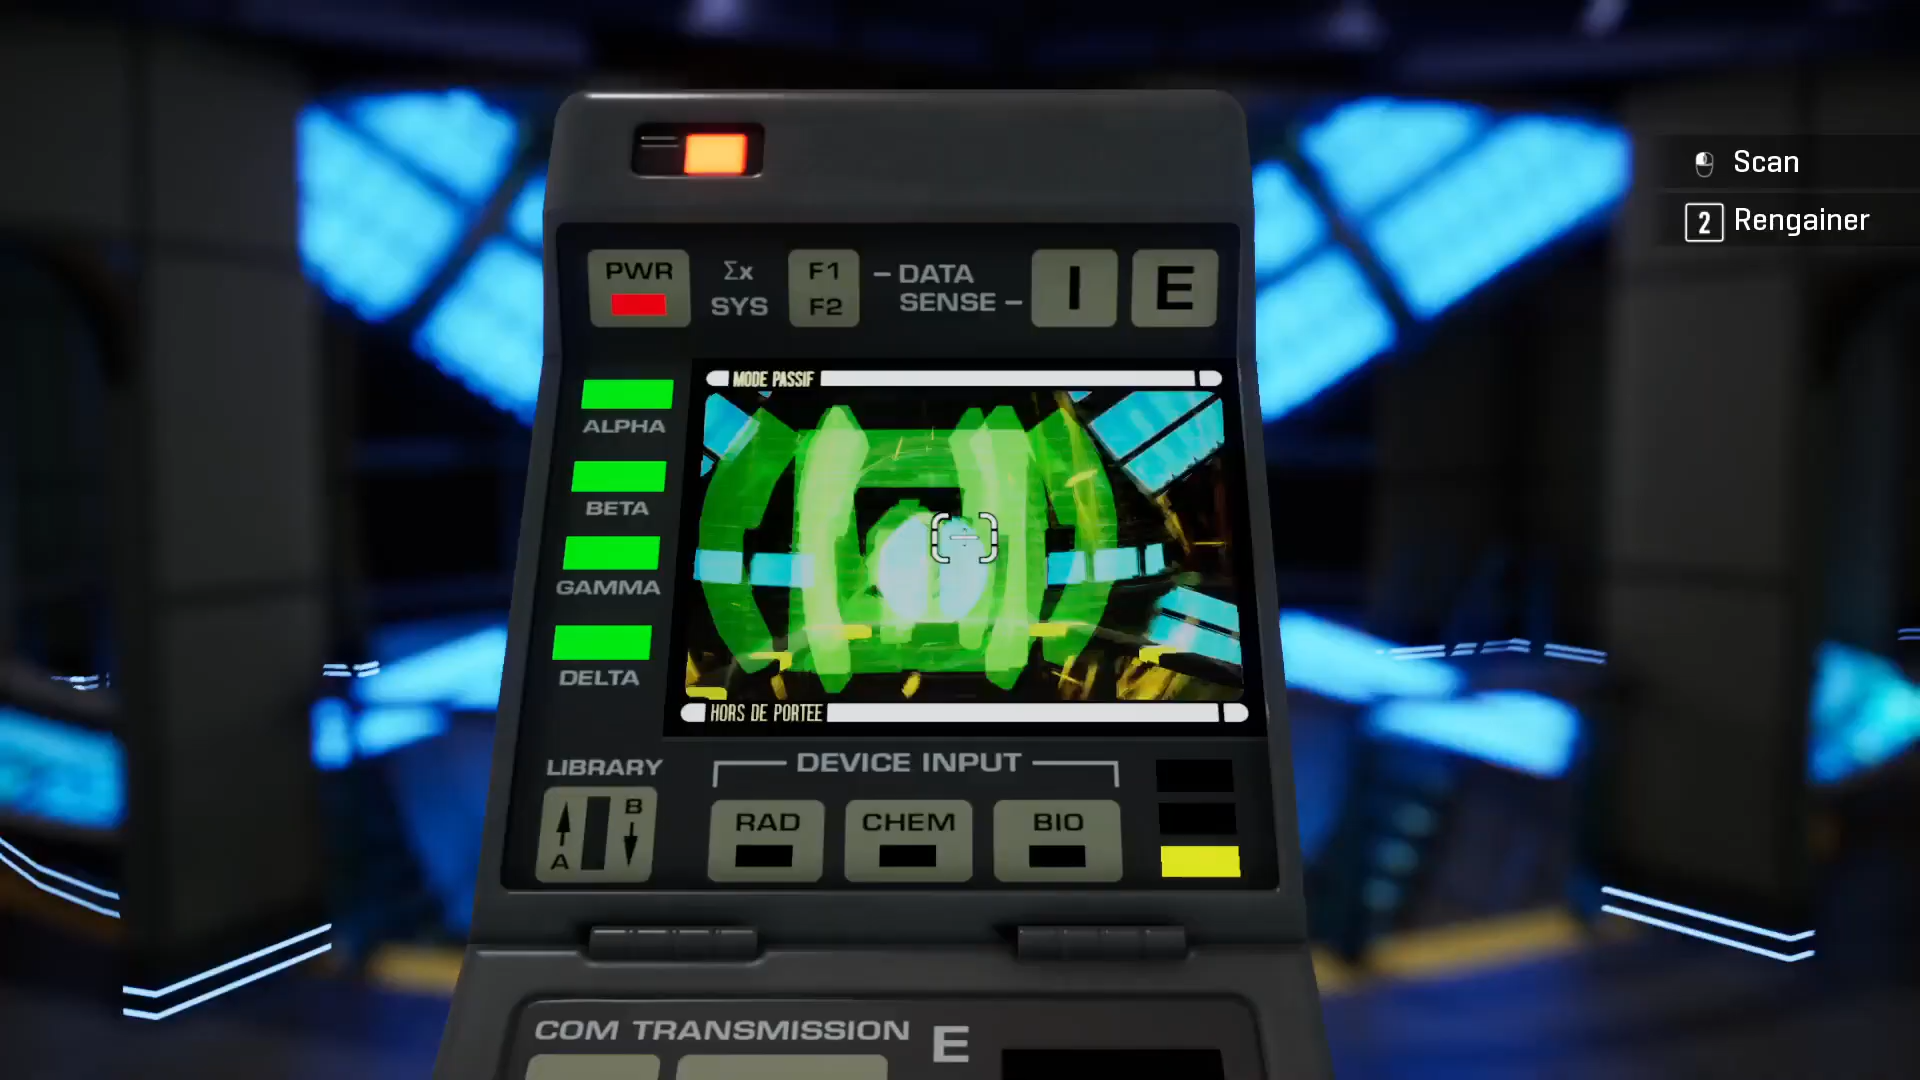 Scan
2 Rengainer
PWR
Σx
SYS
F1
F2
– DATA
SENSE –
I
E
MODE PASSIF
ALPHA
BETA
GAMMA
DELTA
HORS DE PORTEE
LIBRARY
DEVICE INPUT
B
A
RAD
CHEM
BIO
COM TRANSMISSION
E